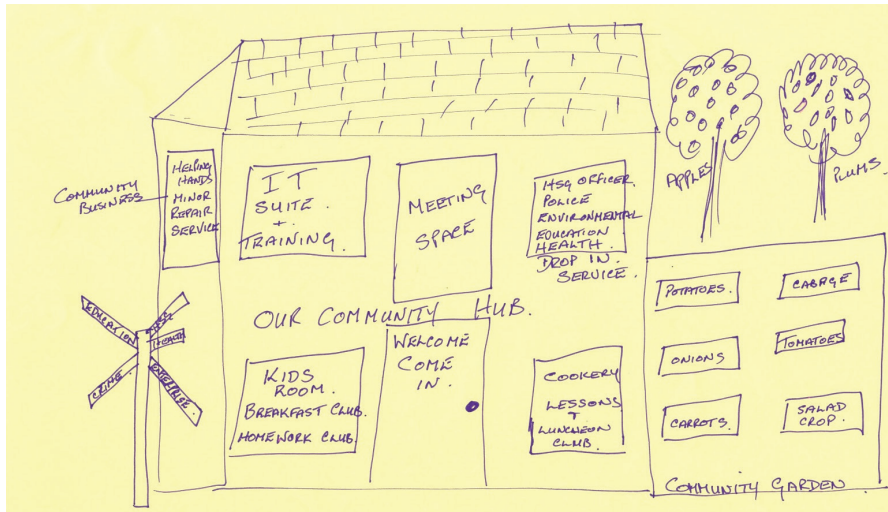 HELPING
HANDS
MINOR
REPAIR
SERVICE
COMMUNITY
BUSINESS
IT
SUITE.
+
TRAINING.
MEETING
SPACE
HSG OFFICER.
POLICE
ENVIRONMENTAL
EDUCATION
HEALTH.
DROP IN.
SERVICE.
APPLES
PLUMS.
OUR COMMUNITY HUB.
EDUCATION
HEALTH
CRIME
ENTERPRISE.
KIDS
ROOM.
BREAKFAST CLUB.
HOMEWORK CLUB.
WELCOME
COME
IN.
COOKERY
LESSONS
+
LUNCHEON
CLUB.
POTATOES.
CABAGE
ONIONS
TOMATOES
CARROTS.
SALAD
CROP.
COMMUNITY GARDEN